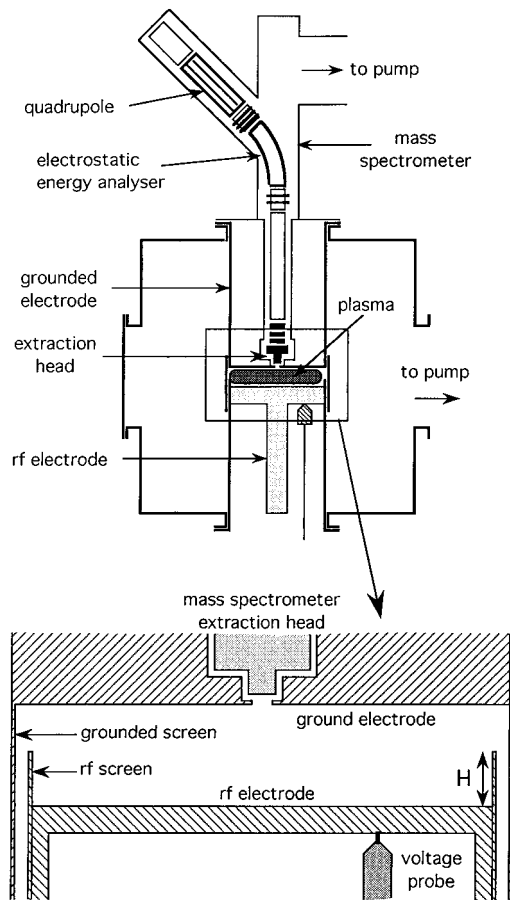 to pump
quadrupole
mass
spectrometer
electrostatic
energy analyser
grounded
electrode
plasma
extraction
head
to pump
rf electrode
mass spectrometer
extraction head
ground electrode
grounded screen
rf screen
rf electrode
H
voltage
probe